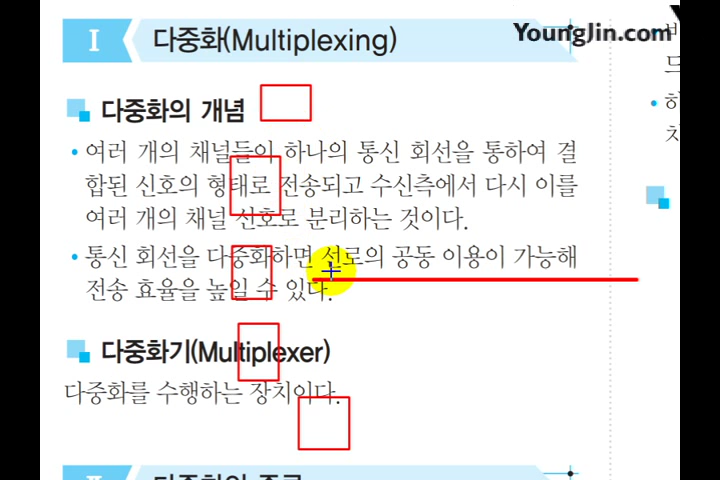 I 다중화(Multiplexing)
YoungJin.com
다중화의 개념
• 여러 개의 채널들이 하나의 통신 회선을 통하여 결
합된 신호의 형태로 전송되고 수신측에서 다시 이를
여러 개의 채널 신호로 분리하는 것이다.
• 통신 회선을 다중화하면 선로의 공동 이용이 가능해
전송 효율을 높일 수 있다.
다중화기(Multiplexer)
다중화를 수행하는 장치이다.